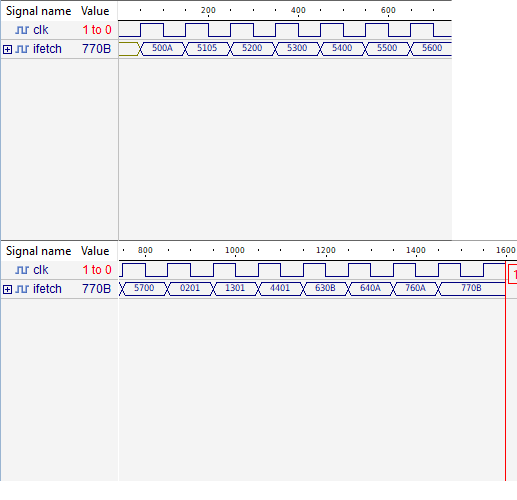 Signal name Value 200 400 600
clk 1 to 0
ifetch 770B 500A 5105 5200 5300 5400 5500 5600
Signal name Value 800 1000 1200 1400 1600
clk 1 to 0 1
ifetch 770B 5700 0201 1301 4401 630B 640A 760A 770B